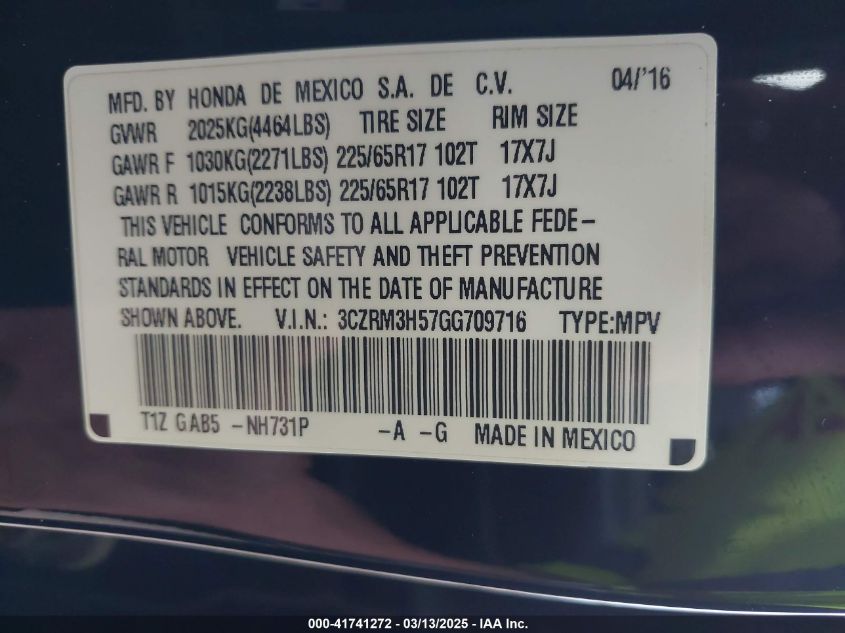 MFD. BY HONDA DE MEXICO S.A. DE C.V. 04/'16
GVWR 2025KG(4464LBS) TIRE SIZE RIM SIZE
GAWR F 1030KG(2271LBS) 225/65R17 102T 17X7J
GAWR R 1015KG(2238LBS) 225/65R17 102T 17X7J
THIS VEHICLE CONFORMS TO ALL APPLICABLE FEDE-
RAL MOTOR VEHICLE SAFETY AND THEFT PREVENTION
STANDARDS IN EFFECT ON THE DATE OF MANUFACTURE
SHOWN ABOVE. V.I.N.: 3CZRM3H57GG709716 TYPE:MPV
T1Z GAB5 -NH731P -A -G MADE IN MEXICO
000-41741272 - 03/13/2025 - IAA Inc.